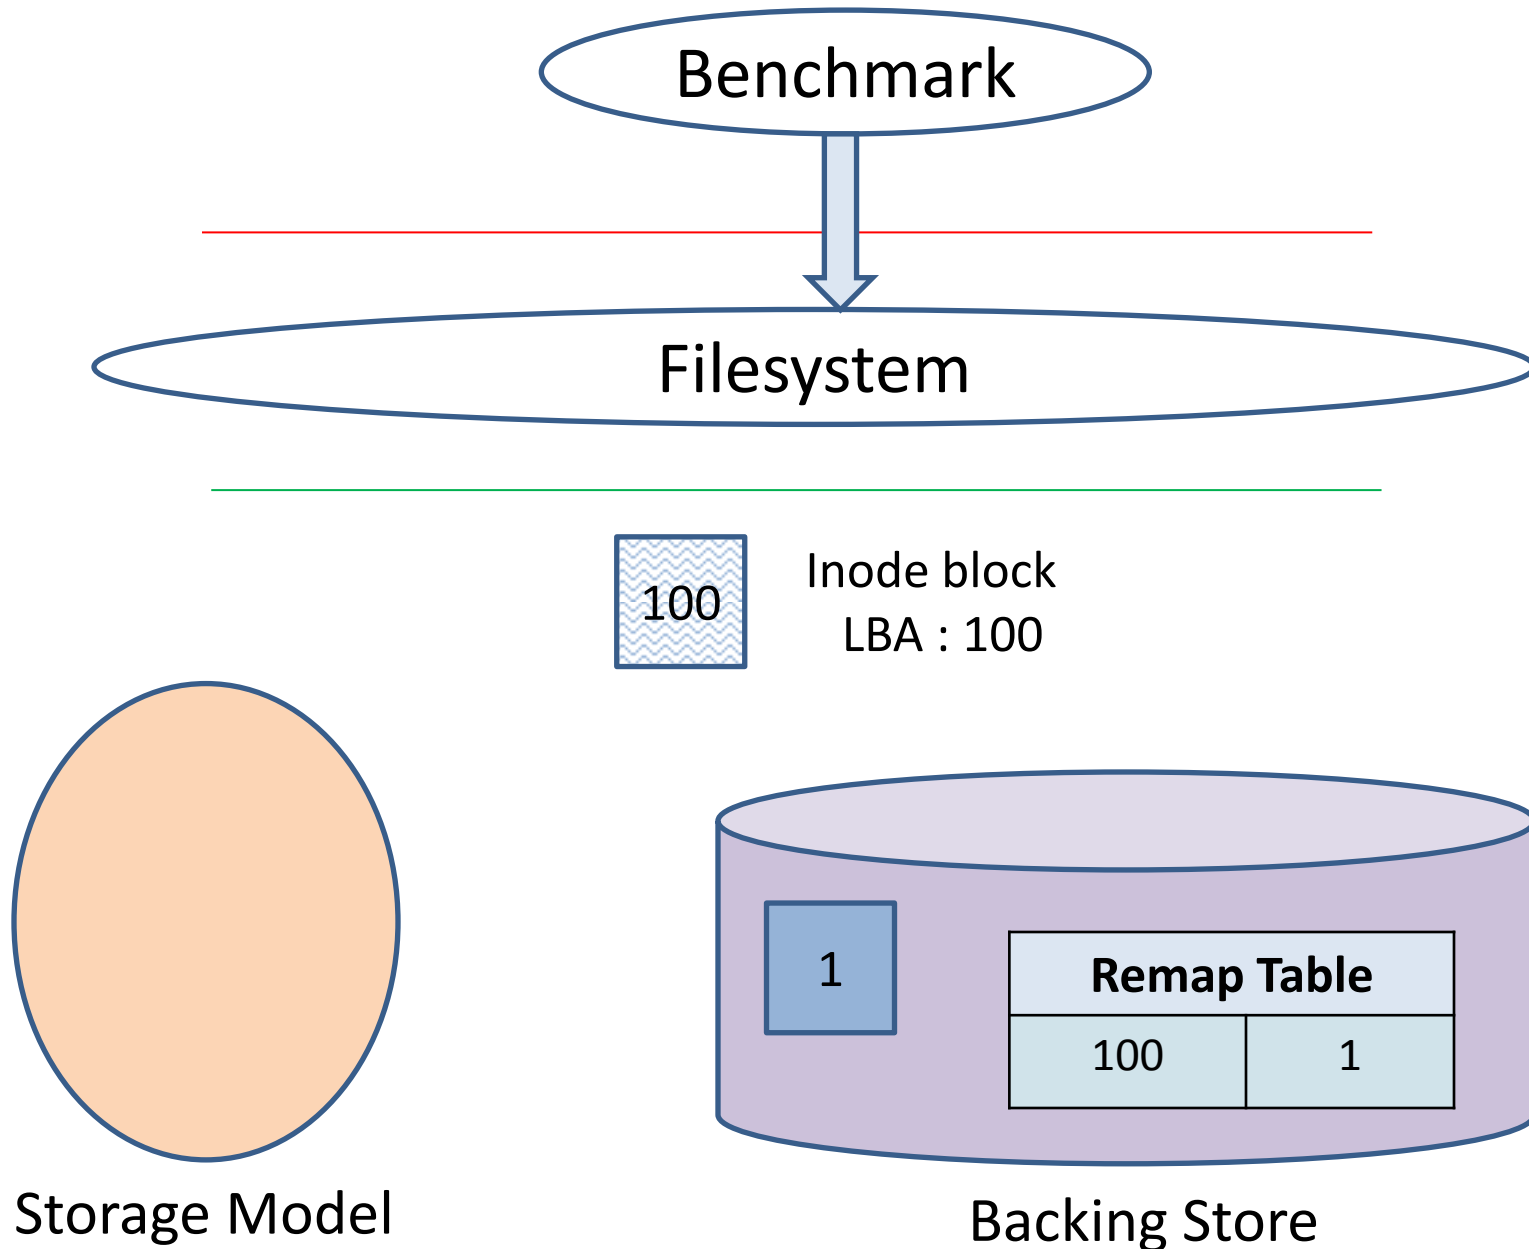 Benchmark
Filesystem
100
Inode block
LBA : 100
1
Remap Table
100 1
Storage Model
Backing Store